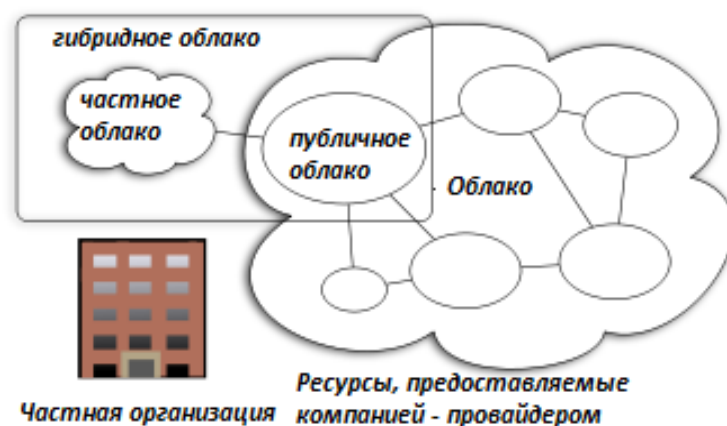 гибридное облако
частное
облако
публичное
облако
Облако
Частная организация
Ресурсы, предоставляемые
компанией - провайдером